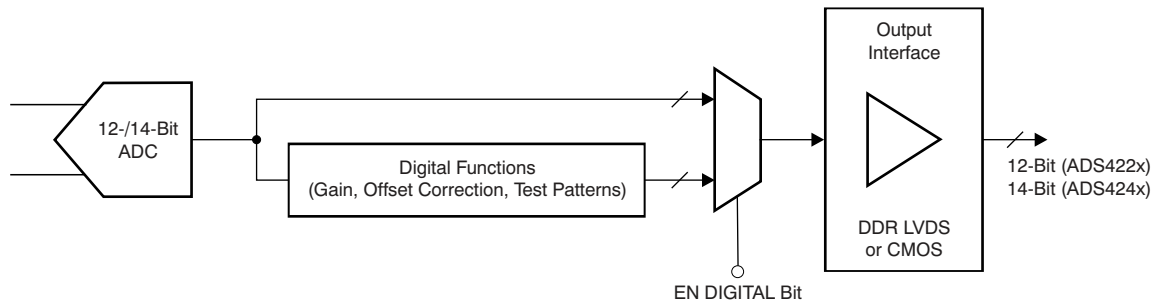 12-/14-Bit
ADC
Digital Functions
(Gain, Offset Correction, Test Patterns)
EN DIGITAL Bit
Output
Interface
DDR LVDS
or CMOS
12-Bit (ADS422x)
14-Bit (ADS424x)